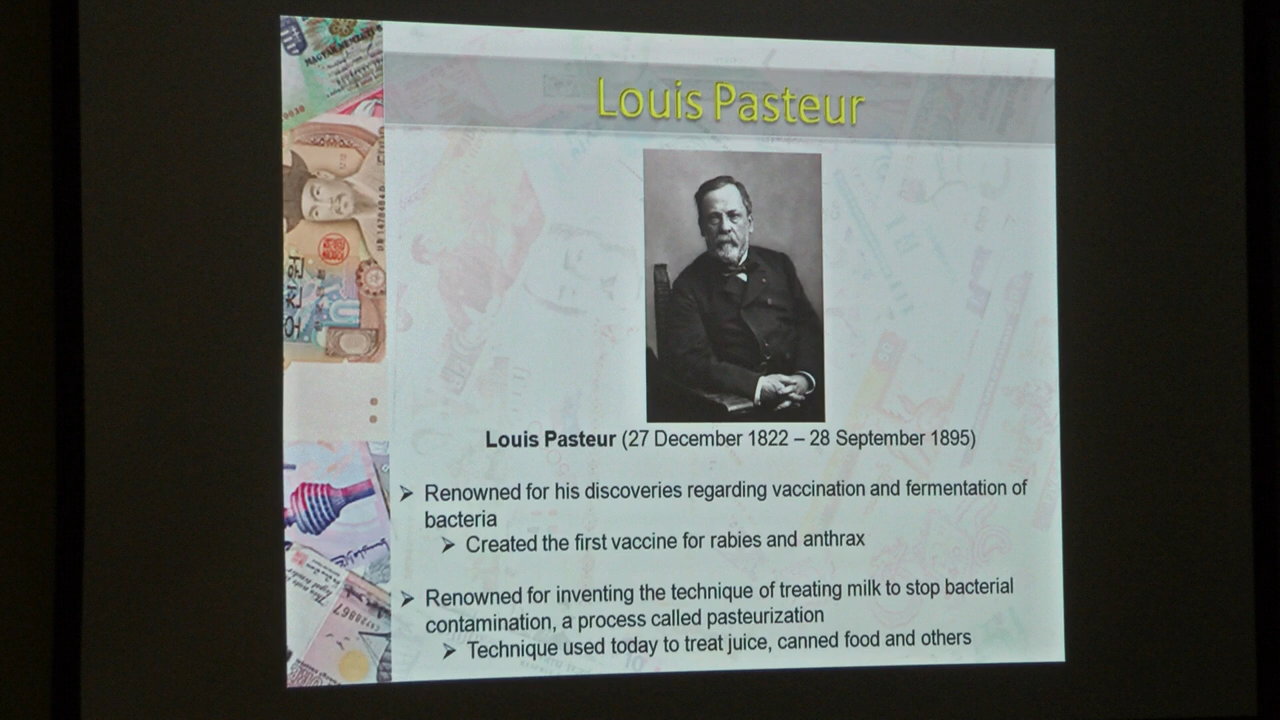 Louis Pasteur
Louis Pasteur (27 December 1822 – 28 September 1895)
➤ Renowned for his discoveries regarding vaccination and fermentation of
bacteria
➤ Created the first vaccine for rabies and anthrax
➤ Renowned for inventing the technique of treating milk to stop bacterial
contamination, a process called pasteurization
➤ Technique used today to treat juice, canned food and others